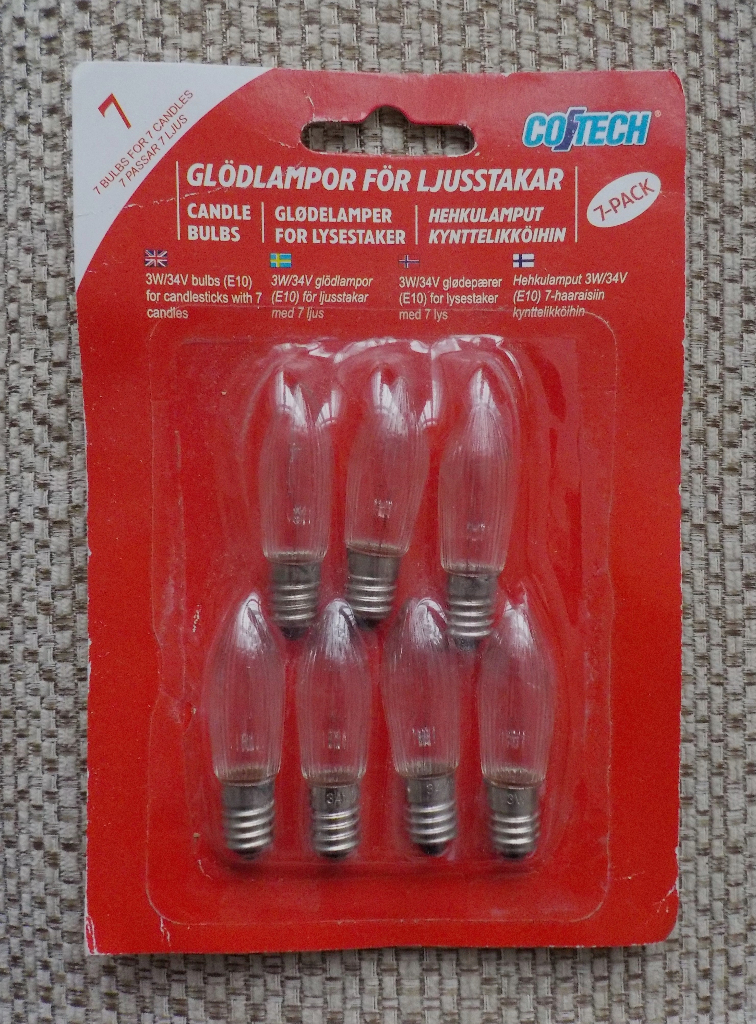 7
7 BULBS FOR 7 CANDLES
7 PASSAR 7 LJUS
COFTECH®
GLÖDLAMPOR FÖR LJUSSTAKAR
7-PACK
CANDLE
BULBS
GLØDELAMPER
FOR LYSESTAKER
HEHKULAMPUT
KYNTTELIKKÖIHIN
3W/34V bulbs (E10)
for candlesticks with 7
candles
3W/34V glödlampor
(E10) för ljusstakar
med 7 ljus
3W/34V glødepærer
(E10) for lysestaker
med 7 lys
Hehkulamput 3W/34V
(E10) 7-haaraisiin
kynttelikköihin